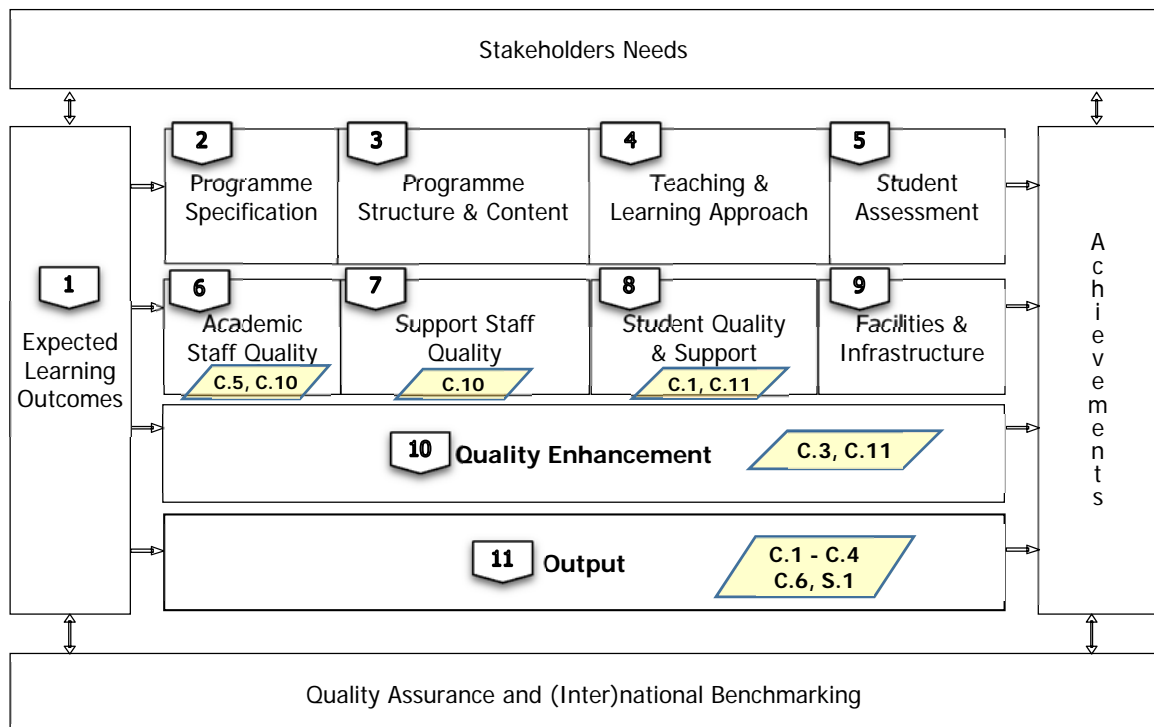 Stakeholders Needs
1
Expected
Learning
Outcomes
2
Programme
Specification
3
Programme
Structure & Content
4
Teaching &
Learning Approach
5
Student
Assessment
6
Academic
Staff Quality
C.5, C.10
7
Support Staff
Quality
C.10
8
Student Quality
& Support
C.1, C.11
9
Facilities &
Infrastructure
10 Quality Enhancement
C.3, C.11
11 Output
C.1 - C.4
C.6, S.1
Achievements
Quality Assurance and (Inter)national Benchmarking